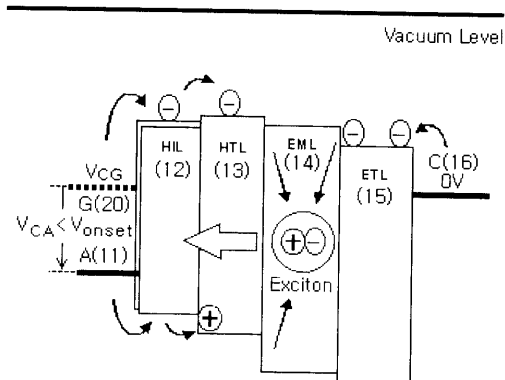 Vacuum Level
HIL
(12)
HTL
(13)
EML
(14)
ETL
(15)
C(16)
0V
VCG
G(20)
VCA<Vonset
A(11)
Exciton